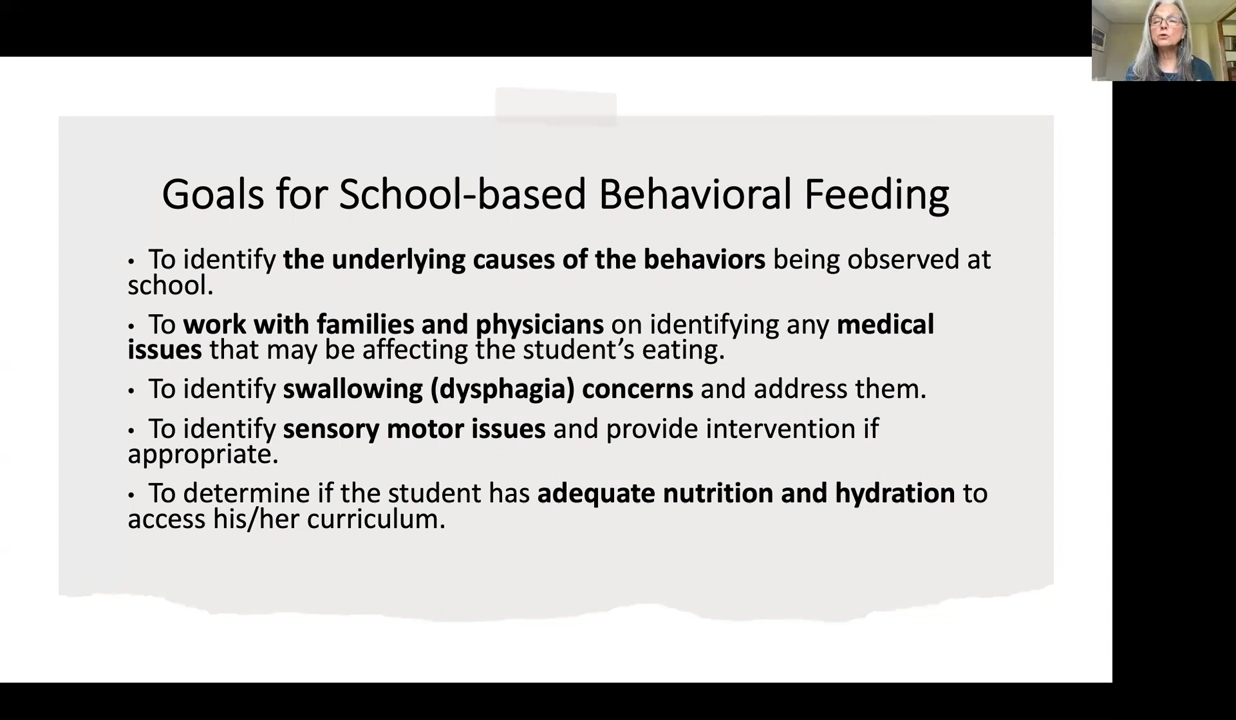 Goals for School-based Behavioral Feeding
• To identify the underlying causes of the behaviors being observed at
school.
• To work with families and physicians on identifying any medical
issues that may be affecting the student’s eating.
• To identify swallowing (dysphagia) concerns and address them.
• To identify sensory motor issues and provide intervention if
appropriate.
• To determine if the student has adequate nutrition and hydration to
access his/her curriculum.